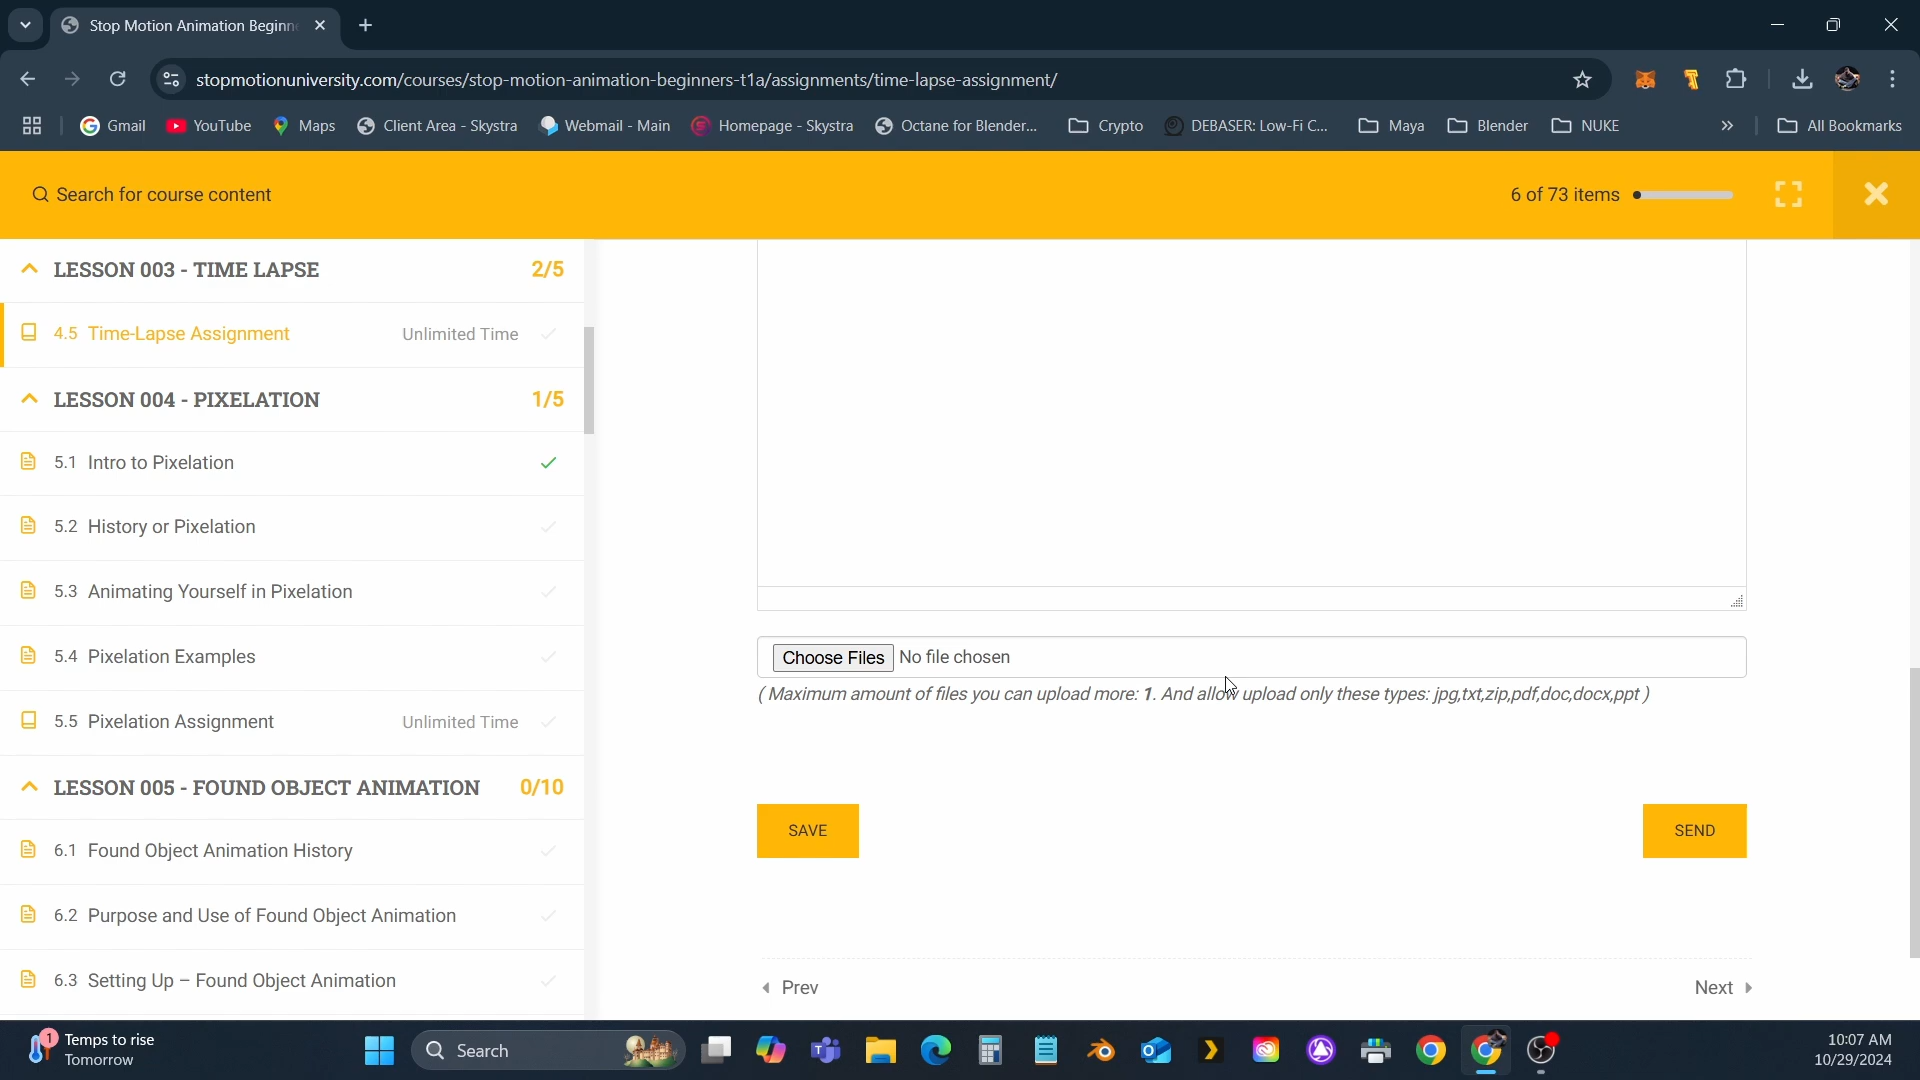 Stop Motion Animation Beginn
stopmotionuniversity.com/courses/stop-motion-animation-beginners-t1a/assignments/time-lapse-assignment/
Gmail YouTube Maps Client Area - Skystra Webmail - Main Homepage - Skystra Octane for Blender... Crypto DEBASER: Low-Fi C... Maya Blender NUKE » All Bookmarks
Search for course content 6 of 73 items
LESSON 003 - TIME LAPSE 2/5
4.5 Time-Lapse Assignment Unlimited Time
LESSON 004 - PIXELATION 1/5
5.1 Intro to Pixelation
5.2 History or Pixelation
5.3 Animating Yourself in Pixelation
5.4 Pixelation Examples
5.5 Pixelation Assignment Unlimited Time
LESSON 005 - FOUND OBJECT ANIMATION 0/10
6.1 Found Object Animation History
6.2 Purpose and Use of Found Object Animation
6.3 Setting Up – Found Object Animation
Choose Files No file chosen
( Maximum amount of files you can upload more: 1. And allow upload only these types: jpg,txt,zip,pdf,doc,docx,ppt )
SAVE SEND
Prev Next
1 Temps to rise
Tomorrow
Search
10:07 AM
10/29/2024